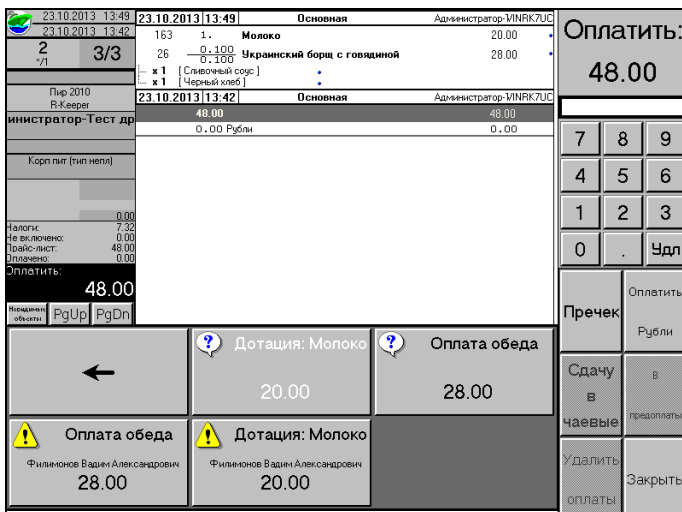 23.10.2013 13:49
23.10.2013 13:42
2
*/1
3/3
Пир 2010
R-Keeper
инистратор-Тест др
Корп пит (тип непл)
0.00
Налоги: 7.32
Не включено: 0.00
Прайс-лист: 48.00
Оплачено: 0.00
Оплатить:
48.00
Невидимые объекты
PgUp
PgDn
23.10.2013 13:49 Основная Администратор-WINRK7UC
163 1. Молоко 20.00
26 0.100 0.100 Украинский борщ с говядиной 28.00
x 1 [Сливочный соус]
x 1 [Черный хлеб]
23.10.2013 13:42 Основная Администратор-WINRK7UC
48.00 48.00
0.00 Рубли 0.00
Оплатить:
48.00
7 8 9
4 5 6
1 2 3
0 . Удл
Пречек
Оплатить
Рубли
Сдачу
в
чаевые
В
предоплаты
Удалить
оплаты
Закрыть
Дотация: Молоко
20.00
Оплата обеда
28.00
Оплата обеда
Филимонов Вадим Александрович
28.00
Дотация: Молоко
Филимонов Вадим Александрович
20.00